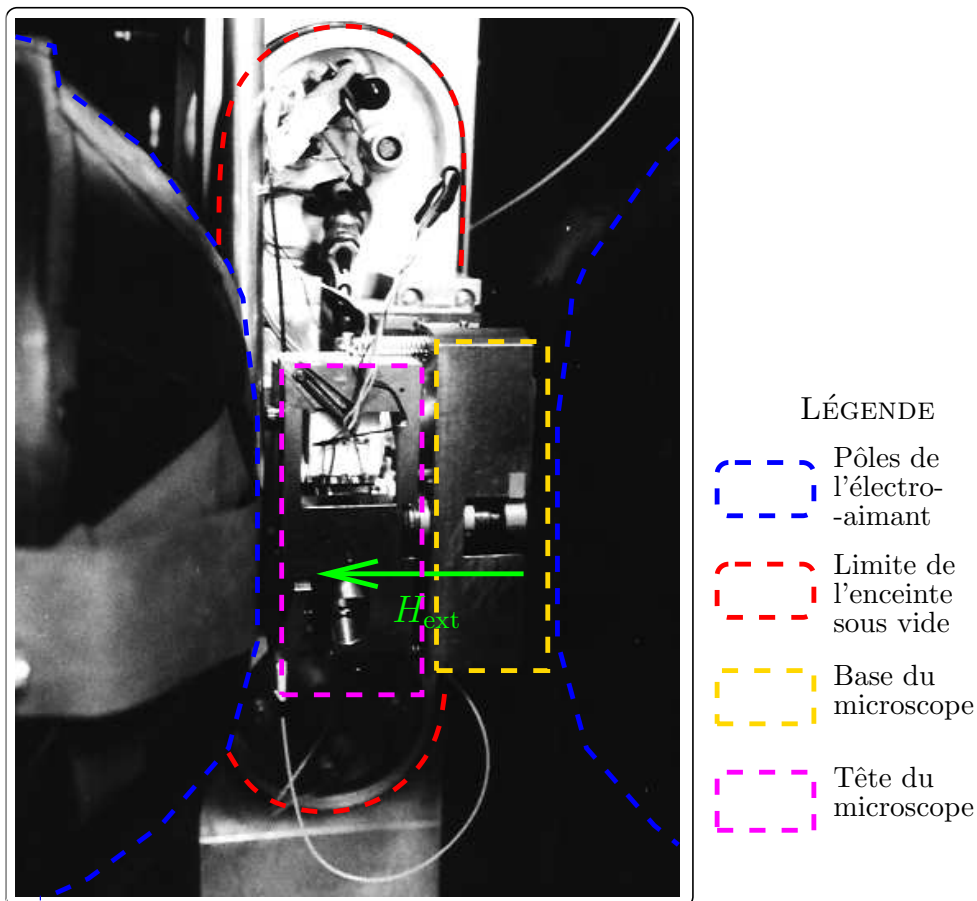 H_ext
LÉGENDE
Pôles de
l'électro-
-aimant
Limite de
l'enceinte
sous vide
Base du
microscope
Tête du
microscope